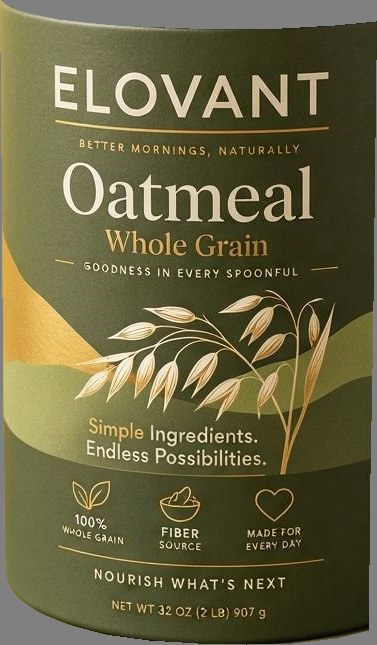 ELOVANT
BETTER MORNINGS, NATURALLY
Oatmeal
Whole Grain
GOODNESS IN EVERY SPOONFUL
Simple Ingredients.
Endless Possibilities.
100%
WHOLE GRAIN
FIBER
SOURCE
MADE FOR
EVERY DAY
NOURISH WHAT'S NEXT
NET WT 32 OZ (2 LB) 907 g